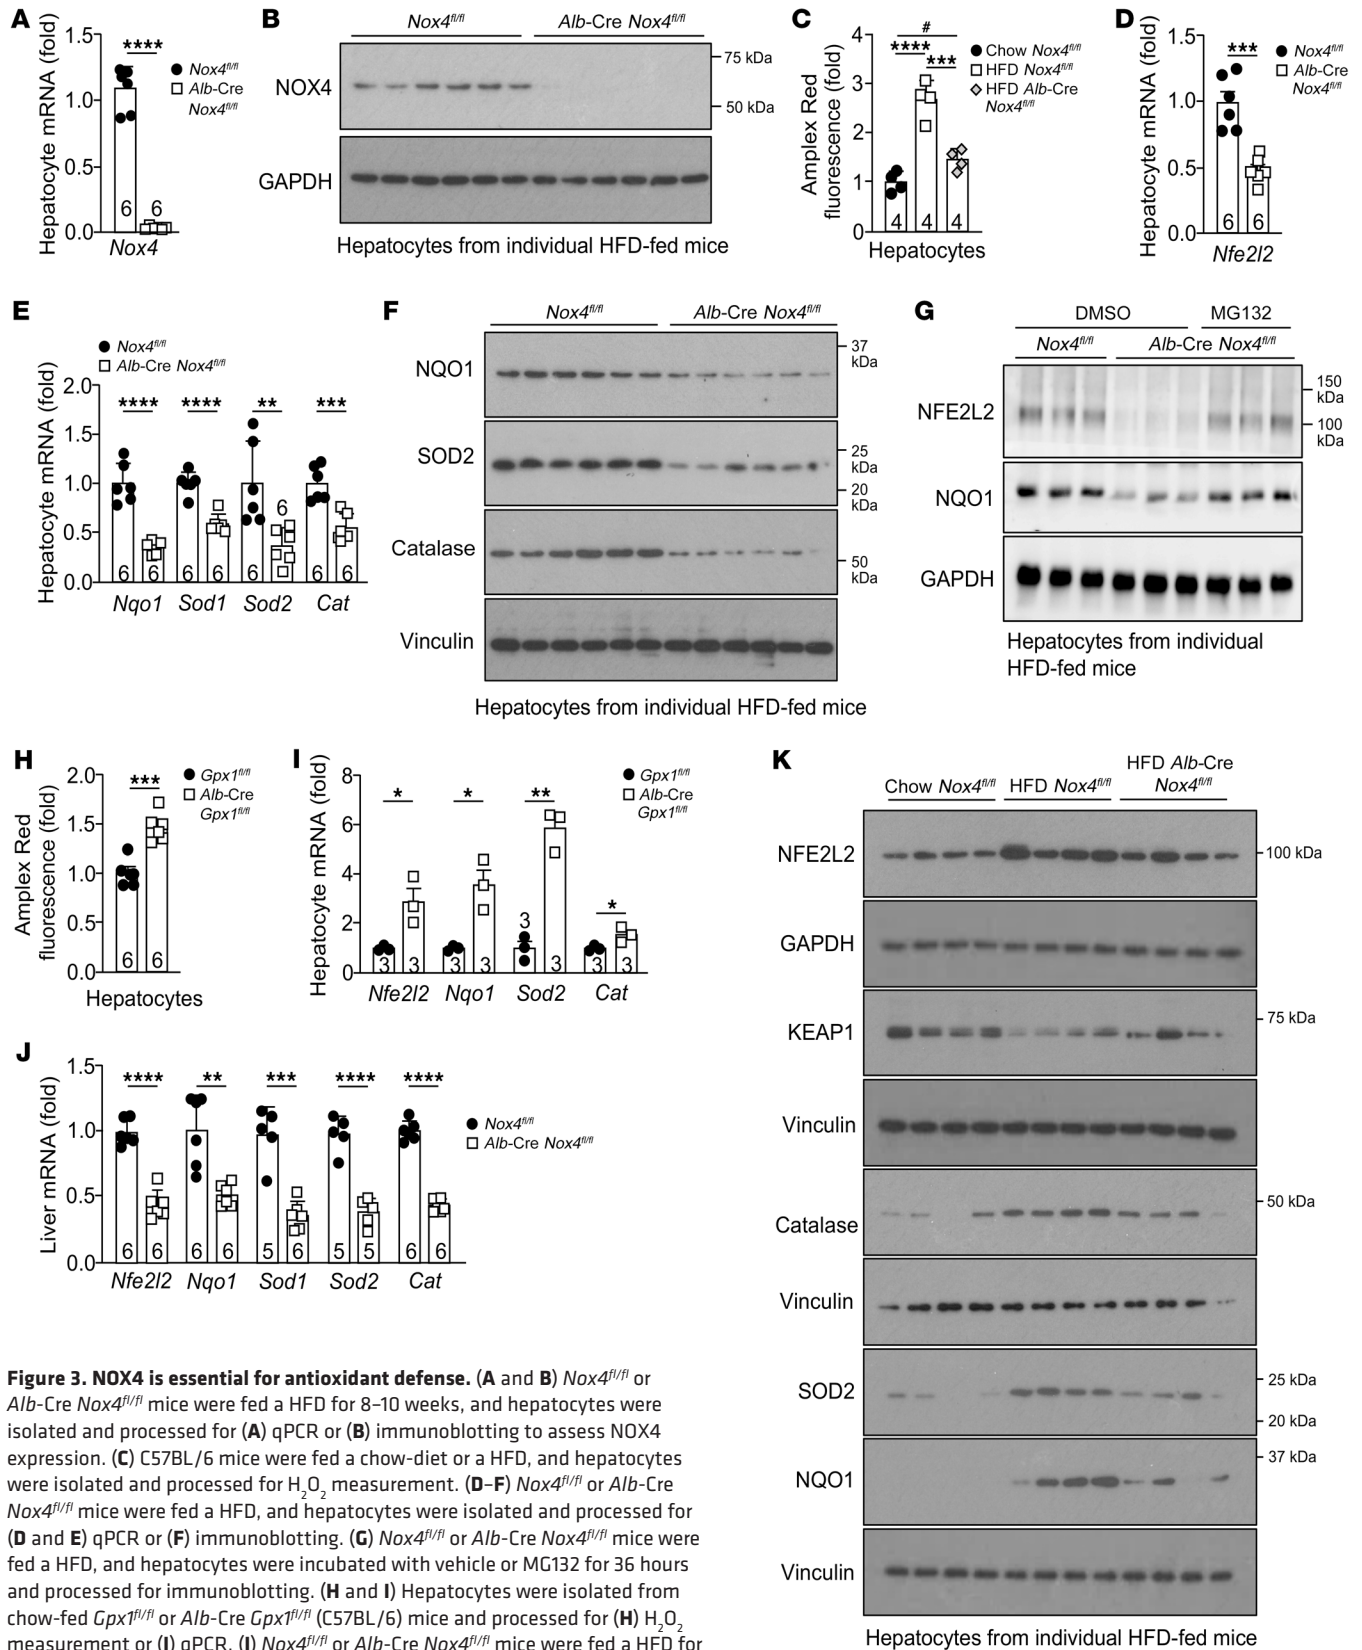 A
Hepatocyte mRNA (fold)
1.5
1.0
0.5
0.0
****
6 6
Nox4
Nox4fl/fl
Alb-Cre
Nox4fl/fl
B
Nox4fl/fl Alb-Cre Nox4fl/fl
NOX4
75 kDa
50 kDa
GAPDH
Hepatocytes from individual HFD-fed mice
C
Amplex Red
fluorescence (fold)
4
3
2
1
0
#
****
***
4 4 4
Hepatocytes
Chow Nox4fl/fl
HFD Nox4fl/fl
HFD Alb-Cre
Nox4fl/fl
D
Hepatocyte mRNA (fold)
1.5
1.0
0.5
0.0
***
6 6
Nfe2l2
Nox4fl/fl
Alb-Cre
Nox4fl/fl
E
Nox4fl/fl
Alb-Cre Nox4fl/fl
Hepatocyte mRNA (fold)
2.0
1.5
1.0
0.5
0.0
**** **** ** ***
6 6 6 6 6 6 6 6
Nqo1 Sod1 Sod2 Cat
F
Nox4fl/fl Alb-Cre Nox4fl/fl
NQO1
37
kDa
SOD2
25
kDa
20
kDa
Catalase
50
kDa
Vinculin
Hepatocytes from individual HFD-fed mice
G
DMSO MG132
Nox4fl/fl Alb-Cre Nox4fl/fl
NFE2L2
150
kDa
100
kDa
NQO1
GAPDH
Hepatocytes from individual
HFD-fed mice
H
Amplex Red
fluorescence (fold)
2.0
1.5
1.0
0.5
0.0
***
6 6
Hepatocytes
Gpx1fl/fl
Alb-Cre
Gpx1fl/fl
I
Hepatocyte mRNA (fold)
8
6
4
2
0
* * ** *
3 3 3 3 3 3 3 3
Nfe2l2 Nqo1 Sod2 Cat
Gpx1fl/fl
Alb-Cre
Gpx1fl/fl
J
Liver mRNA (fold)
1.5
1.0
0.5
0.0
**** ** *** **** ****
6 6 6 6 5 6 5 5 6 6
Nfe2l2 Nqo1 Sod1 Sod2 Cat
Nox4fl/fl
Alb-Cre Nox4fl/fl
K
HFD Alb-Cre
Chow Nox4fl/fl HFD Nox4fl/fl Nox4fl/fl
NFE2L2
100 kDa
GAPDH
KEAP1
75 kDa
Vinculin
Catalase
50 kDa
Vinculin
SOD2
25 kDa
20 kDa
NQO1
37 kDa
Vinculin
Hepatocytes from individual HFD-fed mice
Figure 3. NOX4 is essential for antioxidant defense. (A and B) Nox4fl/fl or
Alb-Cre Nox4fl/fl mice were fed a HFD for 8–10 weeks, and hepatocytes were
isolated and processed for (A) qPCR or (B) immunoblotting to assess NOX4
expression. (C) C57BL/6 mice were fed a chow-diet or a HFD, and hepatocytes
were isolated and processed for H2O2 measurement. (D–F) Nox4fl/fl or Alb-Cre
Nox4fl/fl mice were fed a HFD, and hepatocytes were isolated and processed for
(D and E) qPCR or (F) immunoblotting. (G) Nox4fl/fl or Alb-Cre Nox4fl/fl mice were
fed a HFD, and hepatocytes were incubated with vehicle or MG132 for 36 hours
and processed for immunoblotting. (H and I) Hepatocytes were isolated from
chow-fed Gpx1fl/fl or Alb-Cre Gpx1fl/fl (C57BL/6) mice and processed for (H) H2O2
measurement or (I) qPCR. (J) Nox4fl/fl or Alb-Cre Nox4fl/fl mice were fed a HFD for